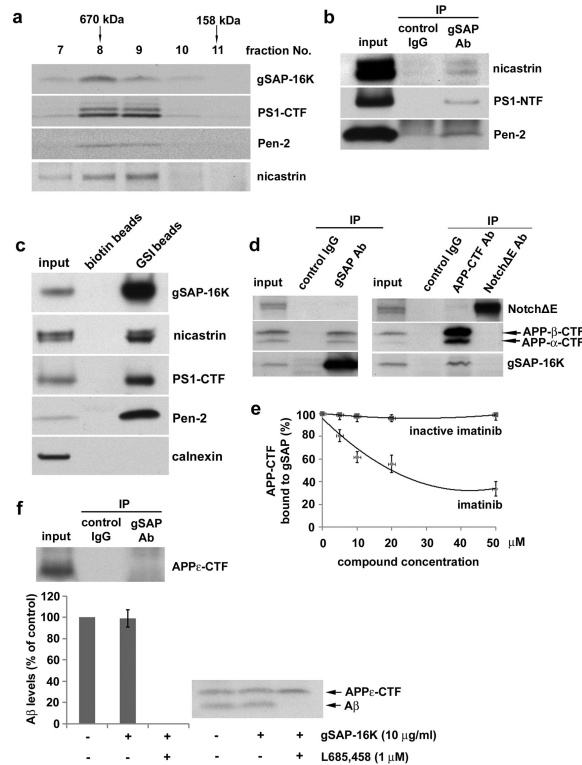 a
670 kDa 158 kDa
7 8 9 10 11 fraction No.
gSAP-16K
PS1-CTF
Pen-2
nicastrin
b
IP
input control IgG gSAP Ab
nicastrin
PS1-NTF
Pen-2
c
input biotin beads GSI beads
gSAP-16K
nicastrin
PS1-CTF
Pen-2
calnexin
d
IP IP
input control IgG gSAP Ab input control IgG APP-CTF Ab NotchΔE Ab
NotchΔE
APP-β-CTF
APP-α-CTF
gSAP-16K
e
APP-CTF bound to gSAP (%)
100
80
60
40
20
0
inactive imatinib
imatinib
0 10 20 30 40 50 μM
compound concentration
f
IP
input control IgG gSAP Ab
APPε-CTF
Aβ levels (% of control)
120
100
80
60
40
20
0
APPε-CTF
Aβ
- + + - + + gSAP-16K (10 μg/ml)
- - + - - + L685,458 (1 μM)